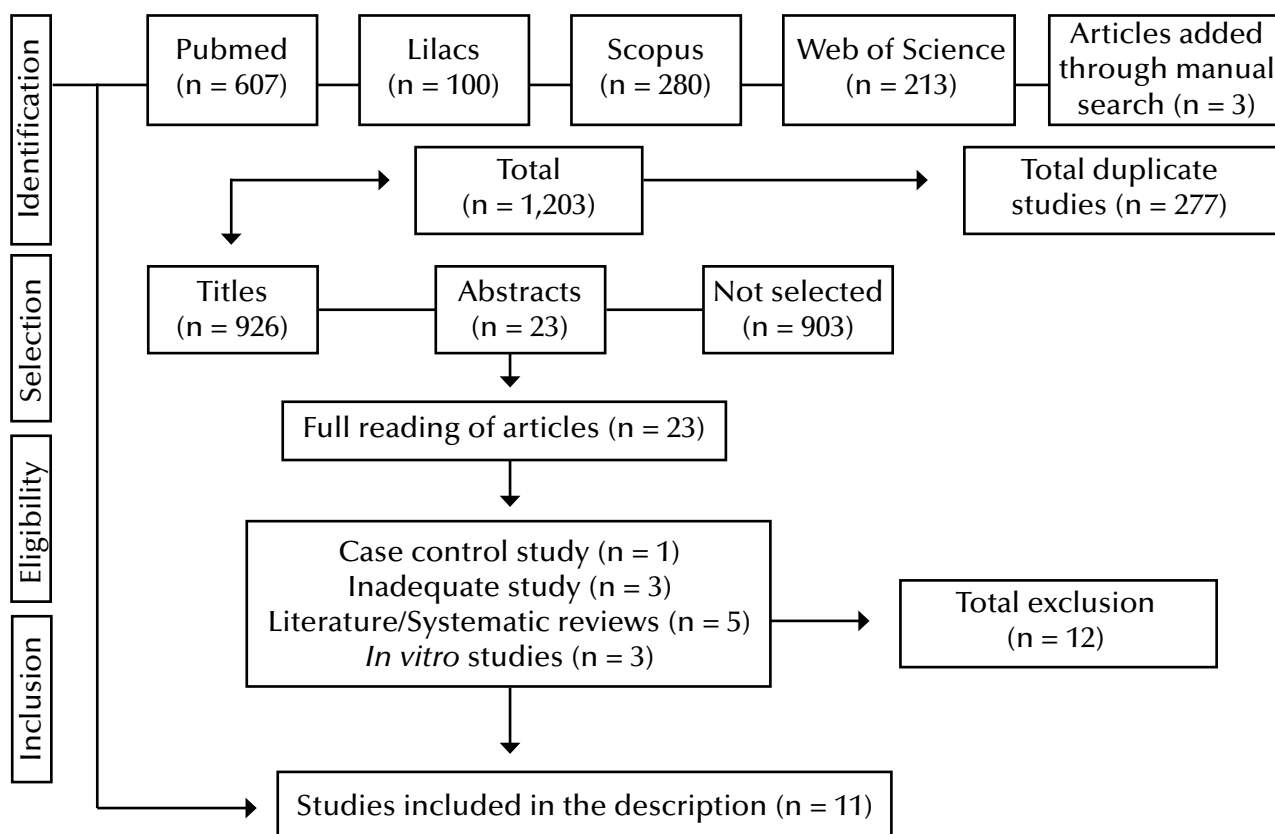 Identification
Pubmed
(n = 607)
Lilacs
(n = 100)
Scopus
(n = 280)
Web of Science
(n = 213)
Articles added
through manual
search (n = 3)
Total
(n = 1,203)
Total duplicate
studies (n = 277)
Selection
Titles
(n = 926)
Abstracts
(n = 23)
Not selected
(n = 903)
Full reading of articles (n = 23)
Eligibility
Case control study (n = 1)
Inadequate study (n = 3)
Literature/Systematic reviews (n = 5)
In vitro studies (n = 3)
Total exclusion
(n = 12)
Inclusion
Studies included in the description (n = 11)